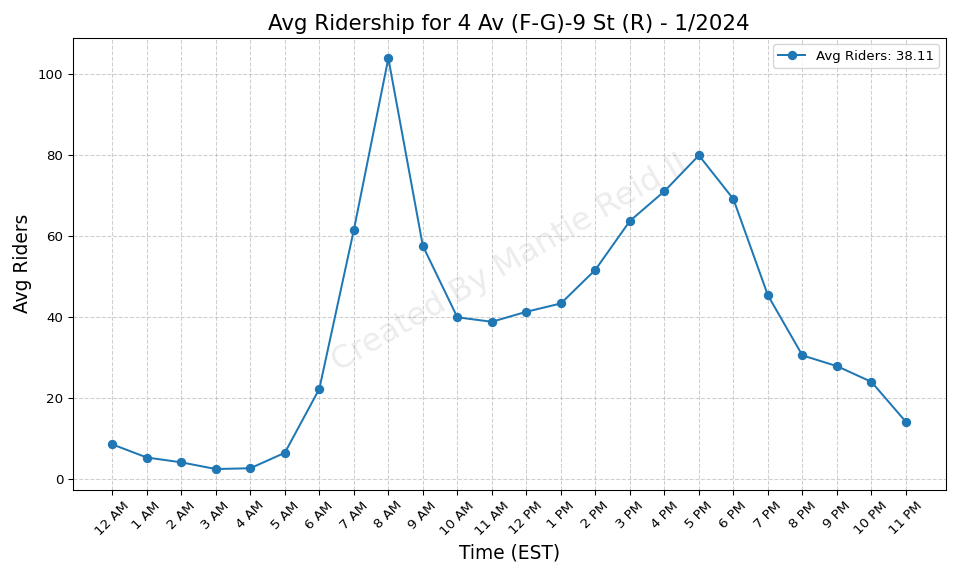 Avg Ridership for 4 Av (F-G)-9 St (R) - 1/2024
Avg Riders: 38.11
100
80
60
40
20
0
Avg Riders
Created By Mantie Reid II
12 AM
1 AM
2 AM
3 AM
4 AM
5 AM
6 AM
7 AM
8 AM
9 AM
10 AM
11 AM
12 PM
1 PM
2 PM
3 PM
4 PM
5 PM
6 PM
7 PM
8 PM
9 PM
10 PM
11 PM
Time (EST)